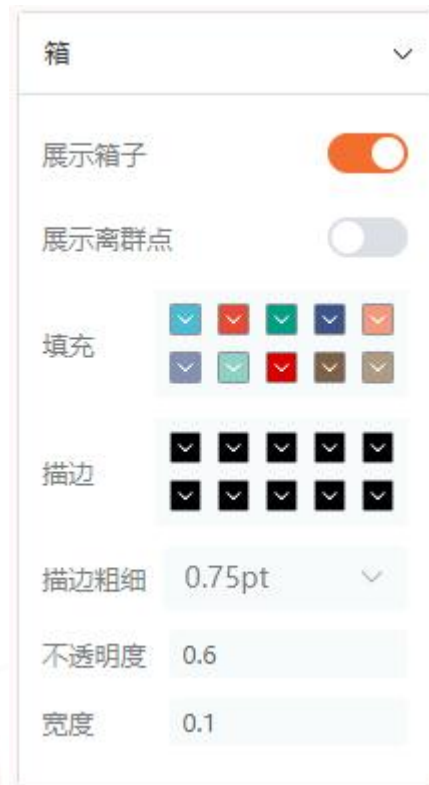 箱
展示箱子
展示离群点
填充
描边
描边粗细 0.75pt
不透明度 0.6
宽度 0.1